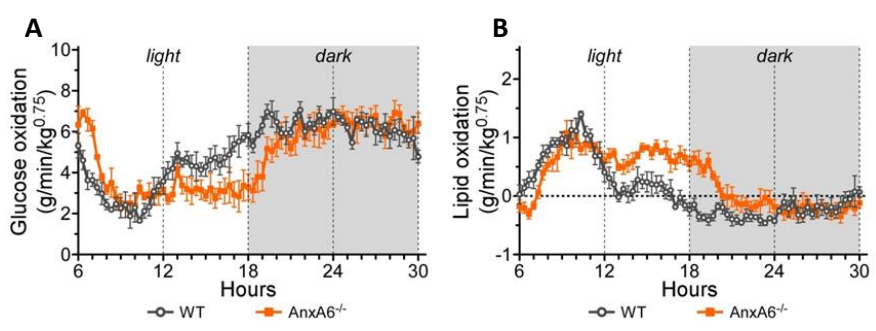 A
light
dark
Glucose oxidation
(g/min/kg0.75)
10
8
6
4
2
0
6
12
18
24
30
Hours
WT
AnxA6-/-
B
light
dark
Lipid oxidation
(g/min/kg0.75)
2
1
0
-1
6
12
18
24
30
Hours
WT
AnxA6-/-